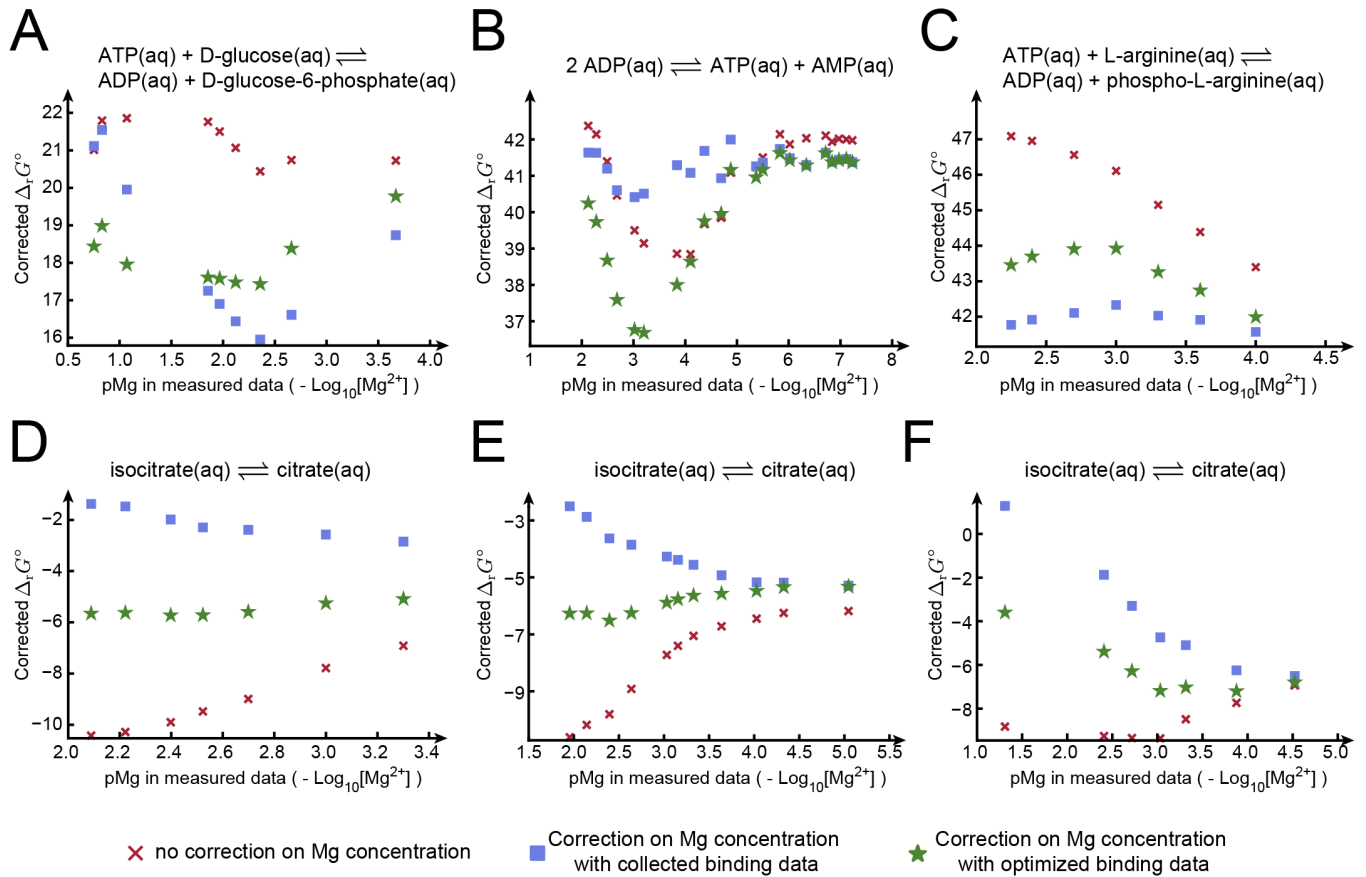 A
ATP(aq) + D-glucose(aq) ⇌
ADP(aq) + D-glucose-6-phosphate(aq)
Corrected ΔrG°
22
21
20
19
18
17
16
0.5 1.0 1.5 2.0 2.5 3.0 3.5 4.0
pMg in measured data ( - Log10[Mg2+] )
B
2 ADP(aq) ⇌ ATP(aq) + AMP(aq)
Corrected ΔrG°
42
41
40
39
38
37
1 2 3 4 5 6 7 8
pMg in measured data ( - Log10[Mg2+] )
C
ATP(aq) + L-arginine(aq) ⇌
ADP(aq) + phospho-L-arginine(aq)
Corrected ΔrG°
47
46
45
44
43
42
2.0 2.5 3.0 3.5 4.0 4.5
pMg in measured data ( - Log10[Mg2+] )
D
isocitrate(aq) ⇌ citrate(aq)
Corrected ΔrG°
−2
−4
−6
−8
−10
2.0 2.2 2.4 2.6 2.8 3.0 3.2 3.4
pMg in measured data ( - Log10[Mg2+] )
E
isocitrate(aq) ⇌ citrate(aq)
Corrected ΔrG°
−3
−5
−7
−9
1.5 2.0 2.5 3.0 3.5 4.0 4.5 5.0 5.5
pMg in measured data ( - Log10[Mg2+] )
F
isocitrate(aq) ⇌ citrate(aq)
Corrected ΔrG°
0
−2
−4
−6
−8
1.0 1.5 2.0 2.5 3.0 3.5 4.0 4.5 5.0
pMg in measured data ( - Log10[Mg2+] )
no correction on Mg concentration
Correction on Mg concentration
with collected binding data
Correction on Mg concentration
with optimized binding data